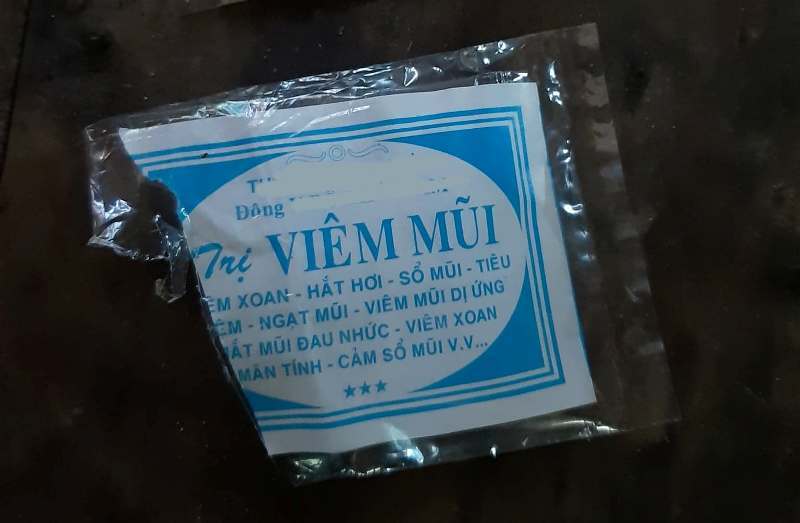 Đông
Trị VIÊM MŨI
XOAN - HẮT HƠI - SỔ MŨI - TIÊU
- NGẠT MŨI - VIÊM MŨI DỊ ỨNG
MŨI ĐAU NHỨC - VIÊM XOAN
MÃN TÍNH - CẢM SỔ MŨI V.V...